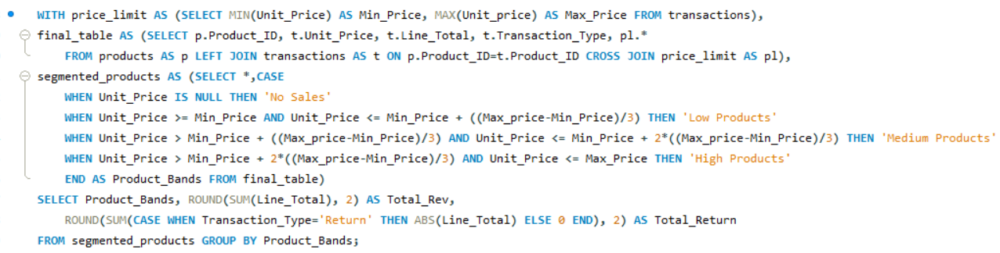 WITH price_limit AS (SELECT MIN(Unit_Price) AS Min_Price, MAX(Unit_price) AS Max_Price FROM transactions),
final_table AS (SELECT p.Product_ID, t.Unit_Price, t.Line_Total, t.Transaction_Type, pl.*
FROM products AS p LEFT JOIN transactions AS t ON p.Product_ID=t.Product_ID CROSS JOIN price_limit AS pl),
segmented_products AS (SELECT *,CASE
WHEN Unit_Price IS NULL THEN 'No Sales'
WHEN Unit_Price >= Min_Price AND Unit_Price <= Min_Price + ((Max_price-Min_Price)/3) THEN 'Low Products'
WHEN Unit_Price > Min_Price + ((Max_price-Min_Price)/3) AND Unit_Price <= Min_Price + 2*((Max_price-Min_Price)/3) THEN 'Medium Products'
WHEN Unit_Price > Min_Price + 2*((Max_price-Min_Price)/3) AND Unit_Price <= Max_Price THEN 'High Products'
END AS Product_Bands FROM final_table)
SELECT Product_Bands, ROUND(SUM(Line_Total), 2) AS Total_Rev,
ROUND(SUM(CASE WHEN Transaction_Type='Return' THEN ABS(Line_Total) ELSE 0 END), 2) AS Total_Return
FROM segmented_products GROUP BY Product_Bands;